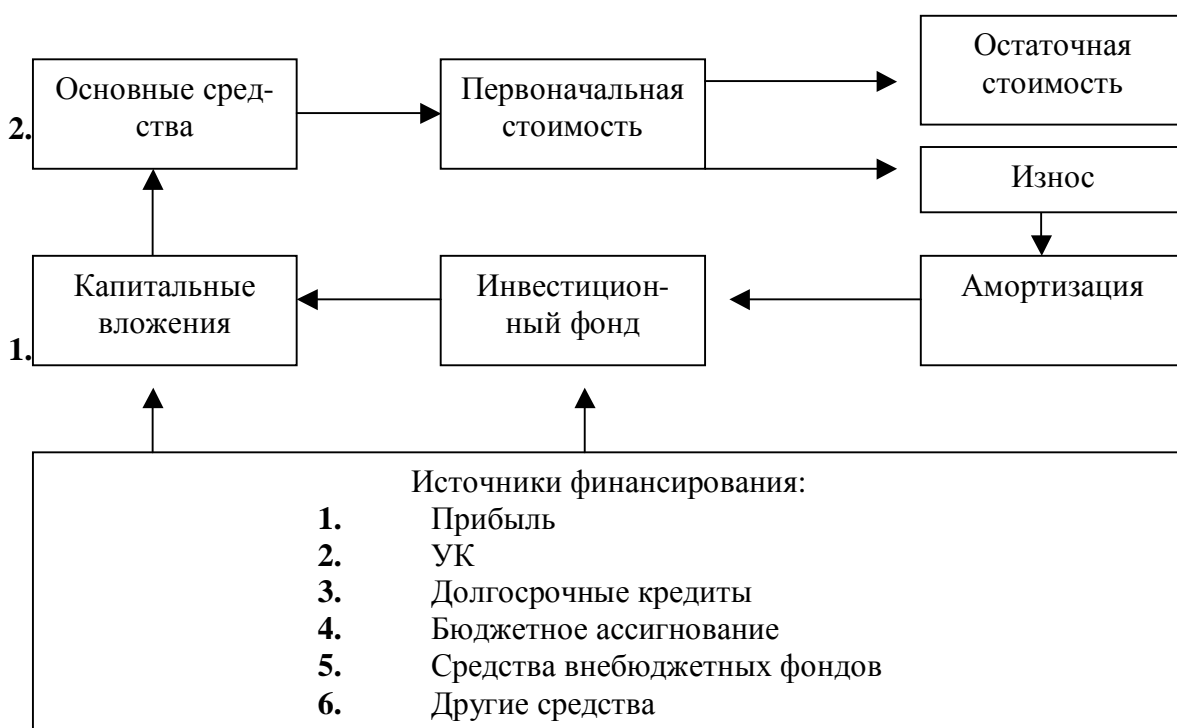 Основные сред-
ства
2.
Первоначальная
стоимость
Остаточная
стоимость
Износ
Капитальные
вложения
1.
Инвестицион-
ный фонд
Амортизация
Источники финансирования:
1. Прибыль
2. УК
3. Долгосрочные кредиты
4. Бюджетное ассигнование
5. Средства внебюджетных фондов
6. Другие средства